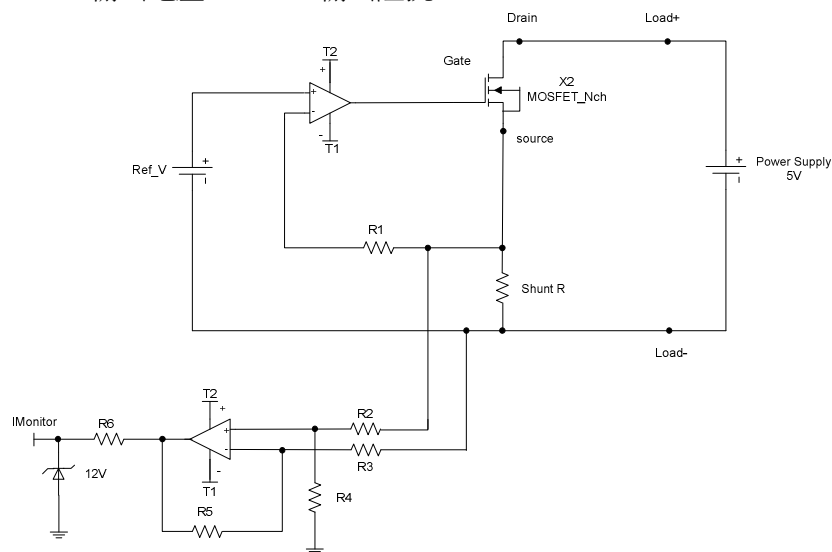 Drain
Load+
T2
Gate
+
X2
MOSFET_Nch
+
-
-
T1
source
Ref_V
+
-
+
-
Power Supply
5V
R1
Shunt R
Load-
T2
+
IMonitor
R6
R2
+
-
R3
12V
-
T1
R4
R5